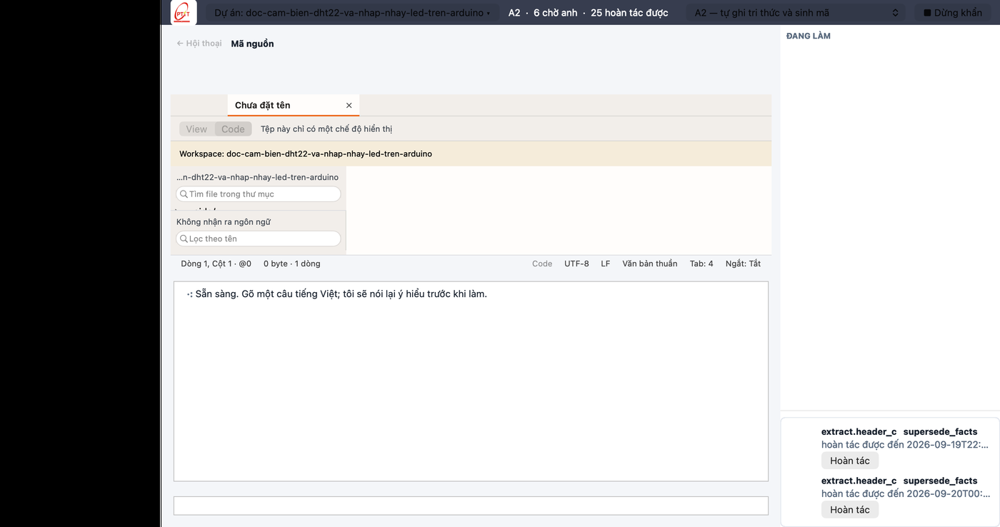 PTIT
Dự án: doc-cam-bien-dht22-va-nhap-nhay-led-tren-arduino
A2 · 6 chờ anh · 25 hoàn tác được
A2 — tự ghi tri thức và sinh mã
Dừng khẩn
← Hội thoại Mã nguồn
ĐANG LÀM
Chưa đặt tên ×
View Code Tệp này chỉ có một chế độ hiển thị
Workspace: doc-cam-bien-dht22-va-nhap-nhay-led-tren-arduino
...n-dht22-va-nhap-nhay-led-tren-arduino
Tìm file trong thư mục
Không nhận ra ngôn ngữ
Lọc theo tên
Dòng 1, Cột 1 · @0 0 byte · 1 dòng Code UTF-8 LF Văn bản thuần Tab: 4 Ngắt: Tắt
·: Sẵn sàng. Gõ một câu tiếng Việt; tôi sẽ nói lại ý hiểu trước khi làm.
extract.header_c supersede_facts
hoàn tác được đến 2026-09-19T22:...
Hoàn tác
extract.header_c supersede_facts
hoàn tác được đến 2026-09-20T00:...
Hoàn tác